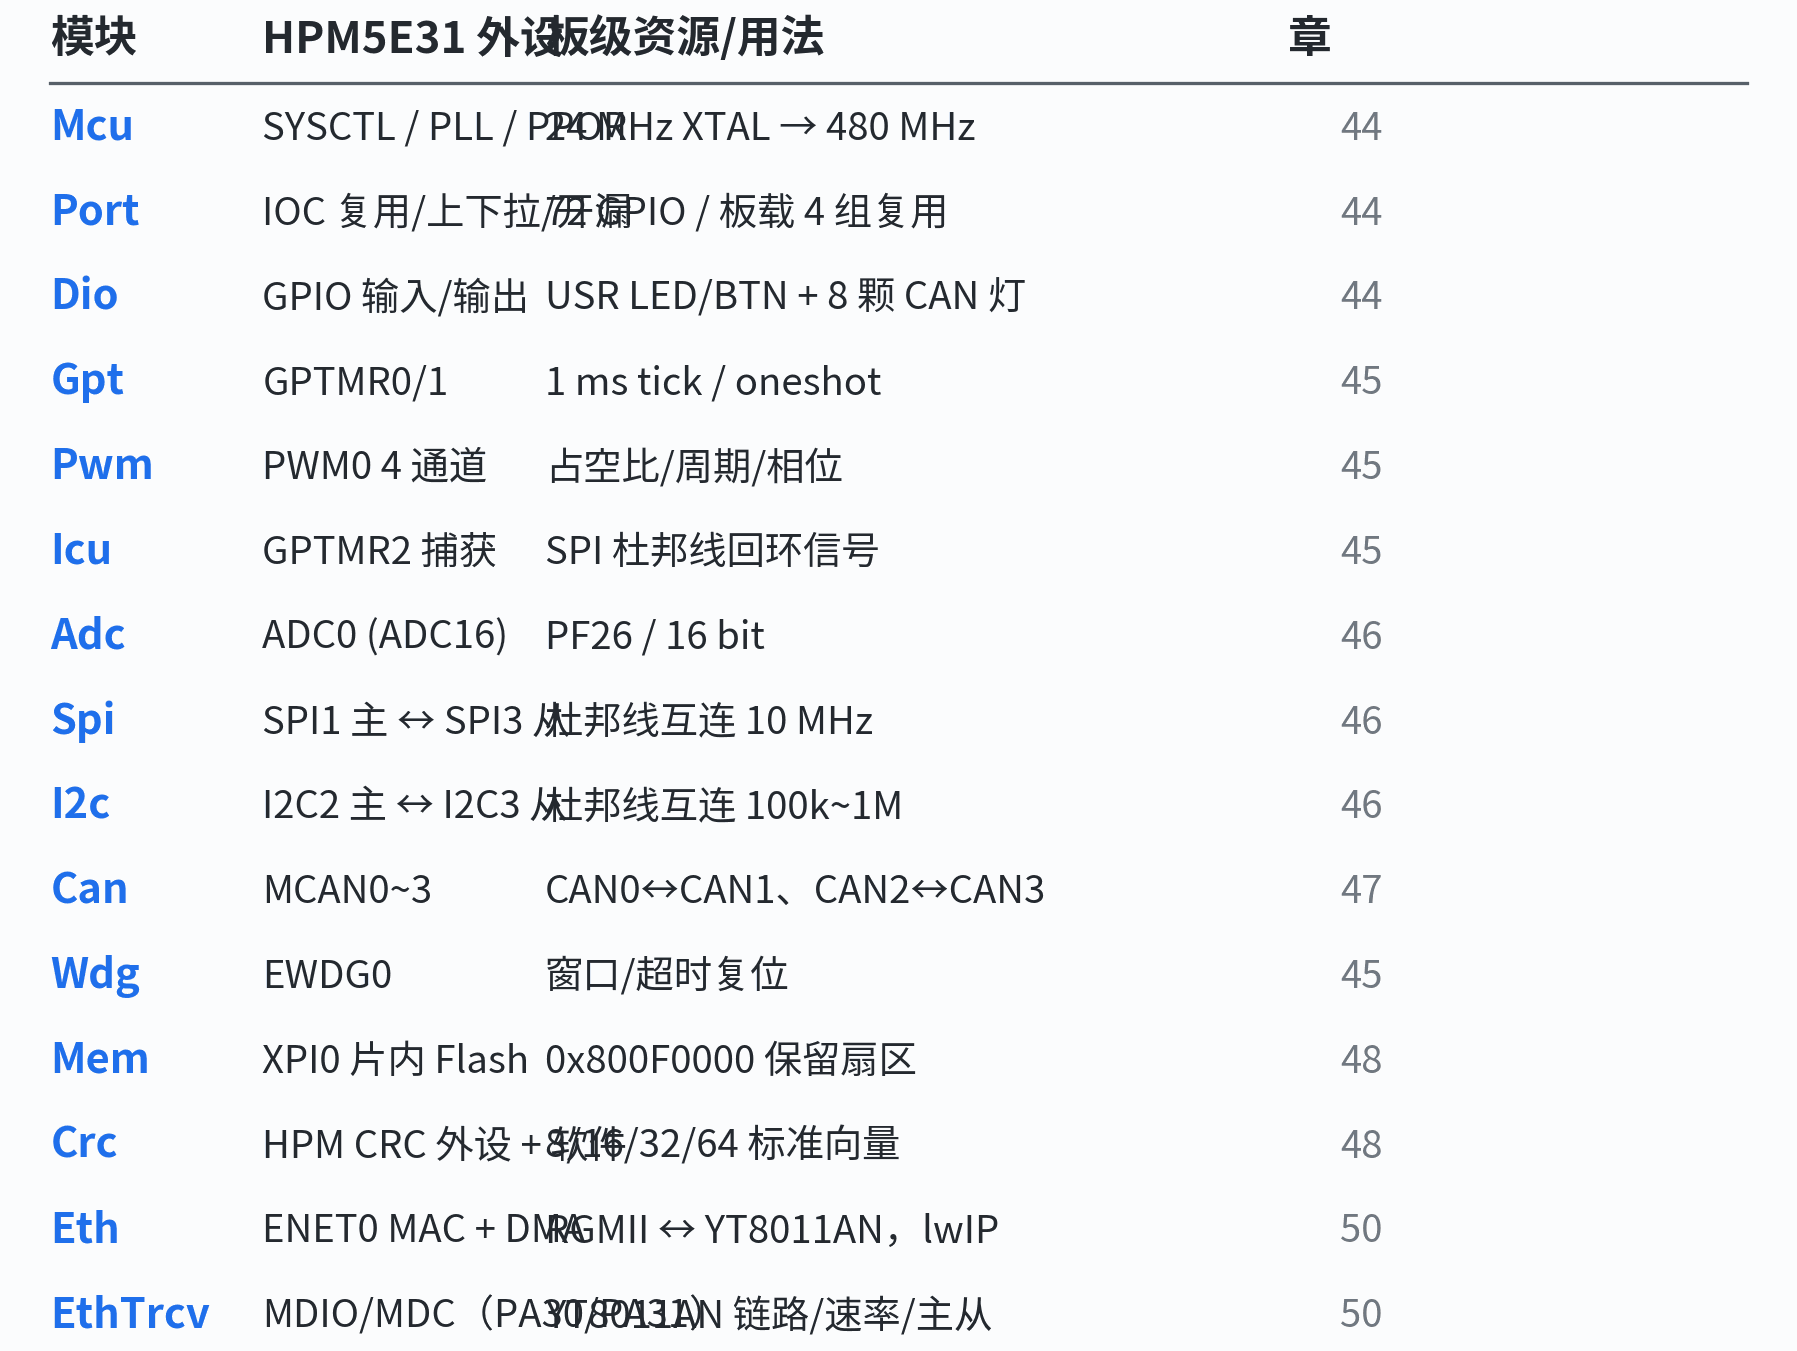 模块 HPM5E31 外设 板级资源/用法 章
Mcu SYSCTL / PLL / PPOR 24 MHz XTAL → 480 MHz 44
Port IOC 复用/上下拉/开漏 72 GPIO / 板载 4 组复用 44
Dio GPIO 输入/输出 USR LED/BTN + 8 颗 CAN 灯 44
Gpt GPTMR0/1 1 ms tick / oneshot 45
Pwm PWM0 4 通道 占空比/周期/相位 45
Icu GPTMR2 捕获 SPI 杜邦线回环信号 45
Adc ADC0 (ADC16) PF26 / 16 bit 46
Spi SPI1 主 ↔ SPI3 从 杜邦线互连 10 MHz 46
I2c I2C2 主 ↔ I2C3 从 杜邦线互连 100k~1M 46
Can MCAN0~3 CAN0↔CAN1、CAN2↔CAN3 47
Wdg EWDG0 窗口/超时复位 45
Mem XPI0 片内 Flash 0x800F0000 保留扇区 48
Crc HPM CRC 外设 + 软件 8/16/32/64 标准向量 48
Eth ENET0 MAC + DMA RGMII ↔ YT8011AN，lwIP 50
EthTrcv MDIO/MDC（PA30/PA31） YT8011AN 链路/速率/主从 50